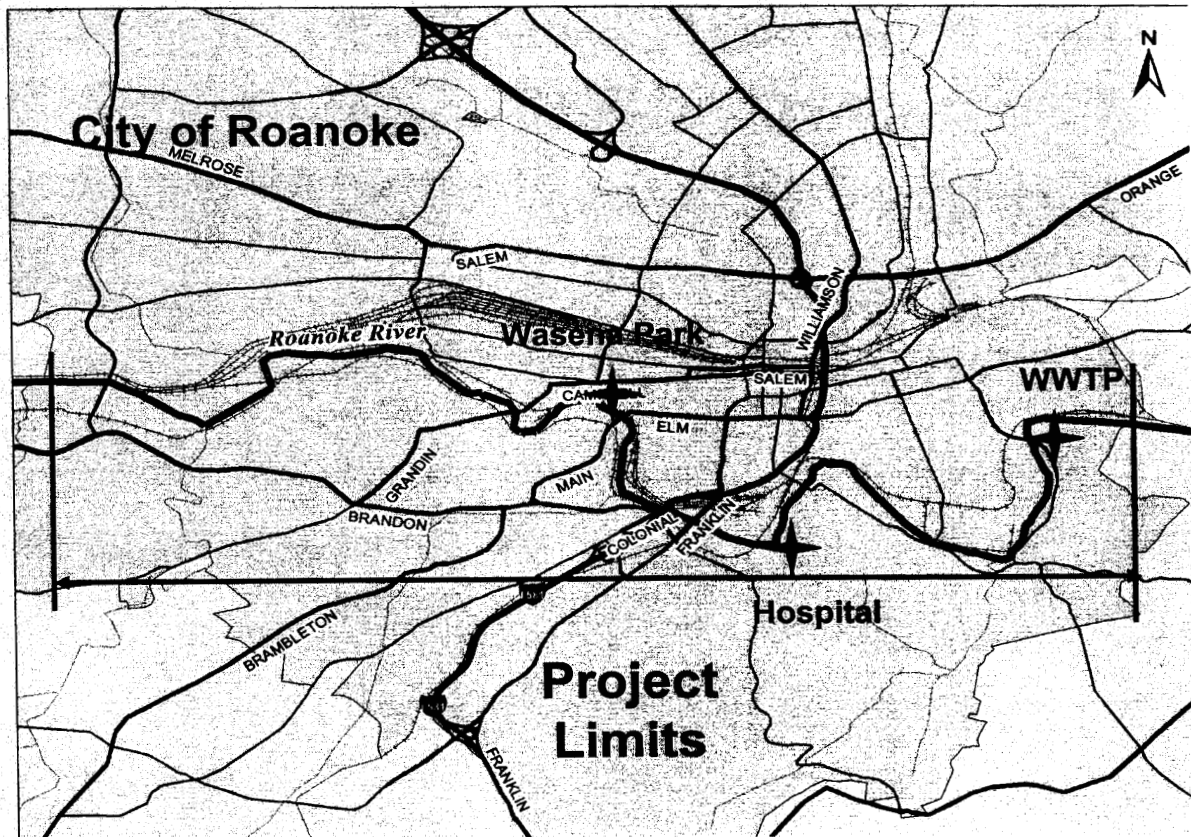 N
City of Roanoke
MELROSE
ORANGE
SALEM
WILLIAMSON
Roanoke River
Wasena Park
SALEM
WWTP
ELM
GRANDIN
MAIN
BRANDON
COLONIAL
FRANKLIN
Hospital
BRAMBLETON
Project
Limits
FRANKLIN